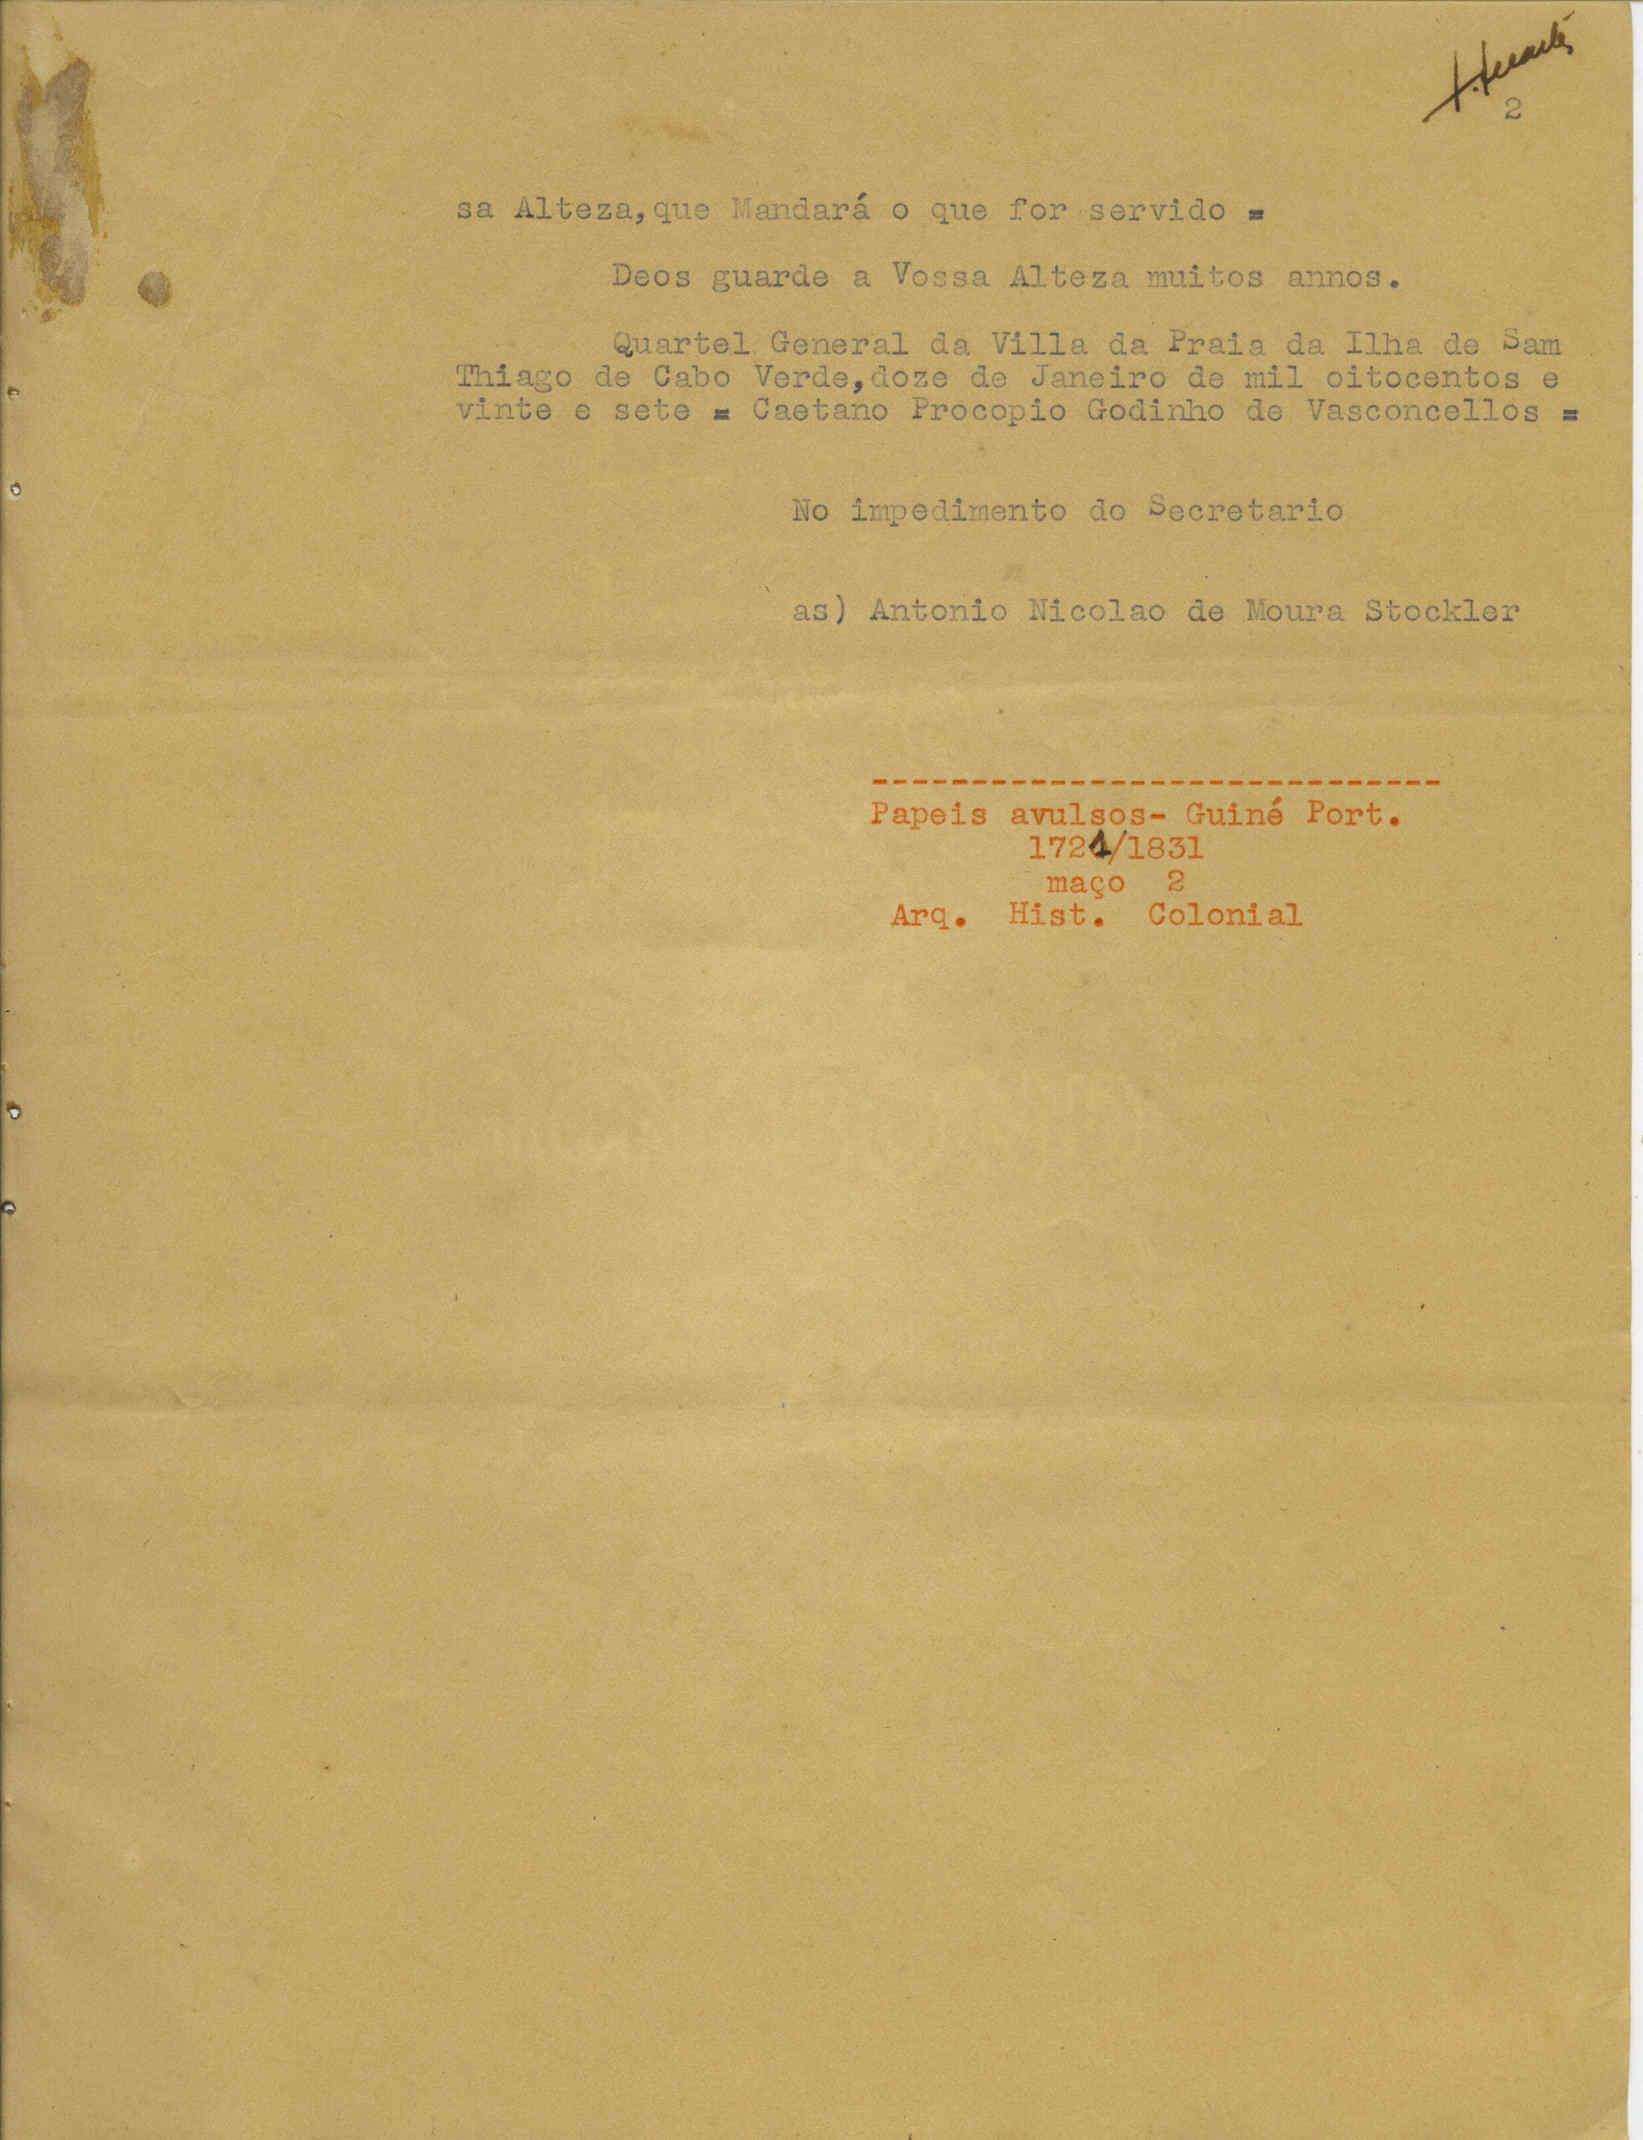 2
sa Alteza,que Mandará o que for servido =
Deos guarde a Vossa Alteza muitos annos.
Quartel General da Villa da Praia da Ilha de Sam
Thiago de Cabo Verde,doze de Janeiro de mil oitocentos e
vinte e sete = Caetano Procopio Godinho de Vasconcellos =
No impedimento do Secretario
as) Antonio Nicolao de Moura Stockler
-----------------------------
Papeis avulsos- Guiné Port.
1721/1831
maço 2
Arq. Hist. Colonial